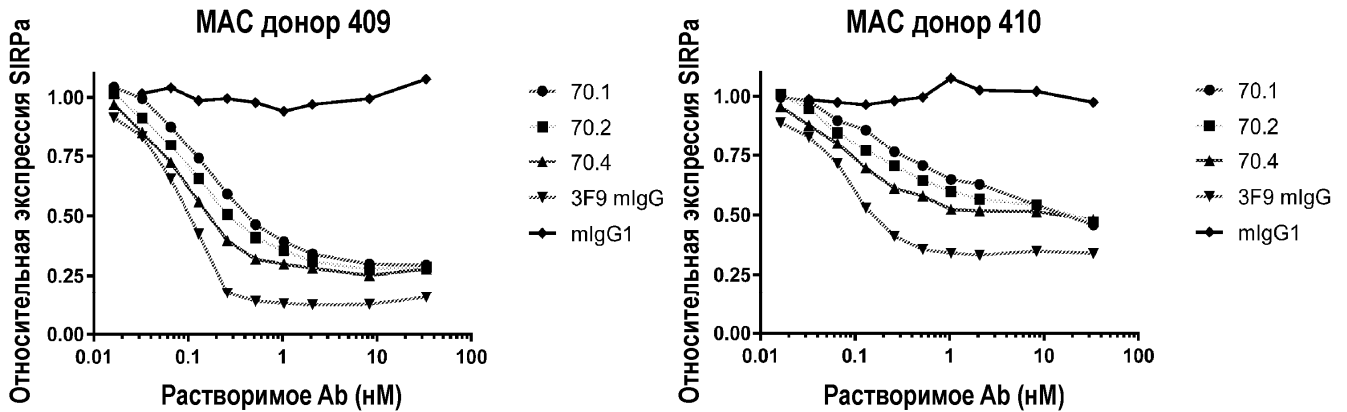 МАС донор 409
Относительная экспрессия SIRPa
1.00
0.75
0.50
0.25
0.00
0.01
0.1
1
10
100
Растворимое Ab (нМ)
70.1
70.2
70.4
3F9 mIgG
mIgG1
МАС донор 410
Относительная экспрессия SIRPa
1.00
0.75
0.50
0.25
0.00
0.01
0.1
1
10
100
Растворимое Ab (нМ)
70.1
70.2
70.4
3F9 mIgG
mIgG1